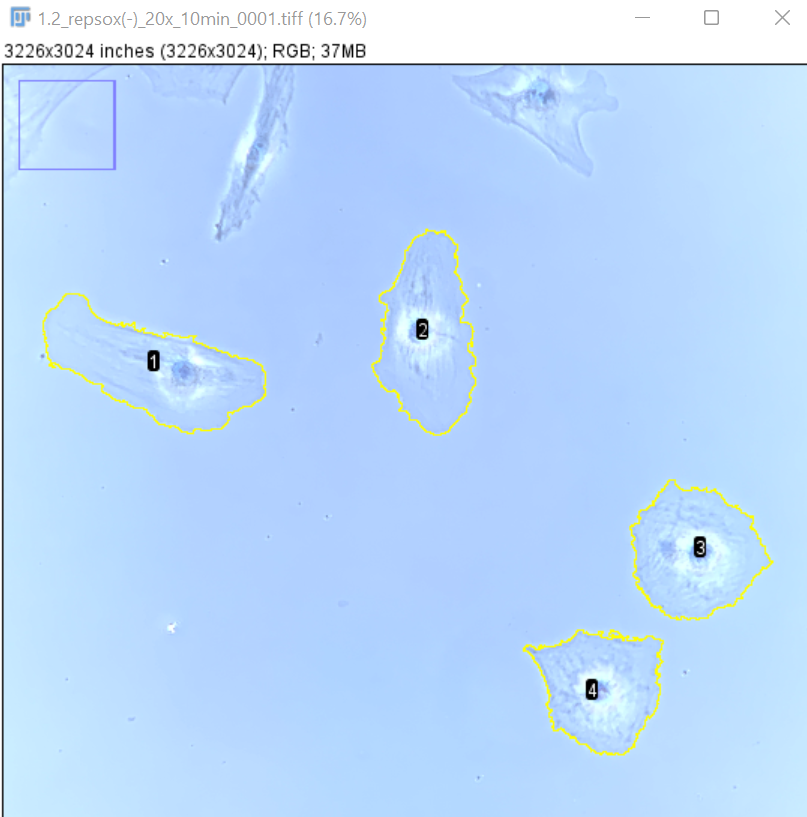 1.2_repsox(-)_20x_10min_0001.tiff (16.7%)
3226x3024 inches (3226x3024); RGB; 37MB
1
2
3
4